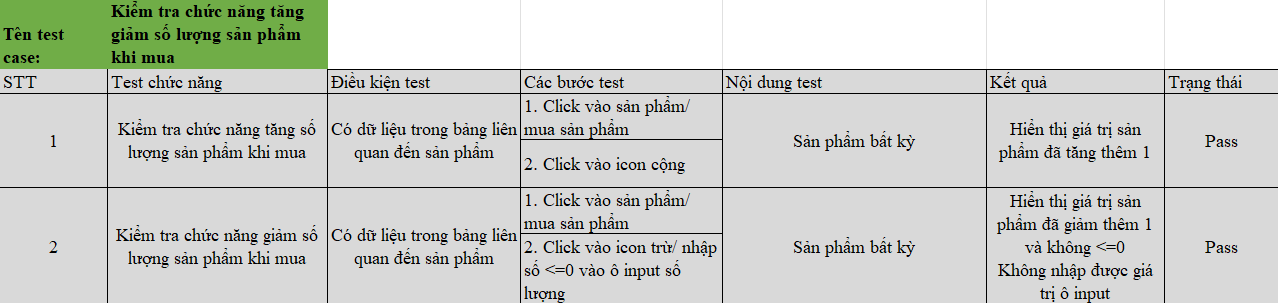 Tên test
case:
Kiểm tra chức năng tăng
giảm số lượng sản phẩm
khi mua
STT
Test chức năng
Điều kiện test
Các bước test
Nội dung test
Kết quả
Trạng thái
1
Kiểm tra chức năng tăng số
lượng sản phẩm khi mua
Có dữ liệu trong bảng liên
quan đến sản phẩm
1. Click vào sản phẩm/
mua sản phẩm
2. Click vào icon cộng
Sản phẩm bất kỳ
Hiển thị giá trị sản
phẩm đã tăng thêm 1
Pass
2
Kiểm tra chức năng giảm số
lượng sản phẩm khi mua
Có dữ liệu trong bảng liên
quan đến sản phẩm
1. Click vào sản phẩm/
mua sản phẩm
2. Click vào icon trừ/ nhập
số <=0 vào ô input số
lượng
Sản phẩm bất kỳ
Hiển thị giá trị sản
phẩm đã giảm thêm 1
và không <=0
Không nhập được giá
trị ô input
Pass